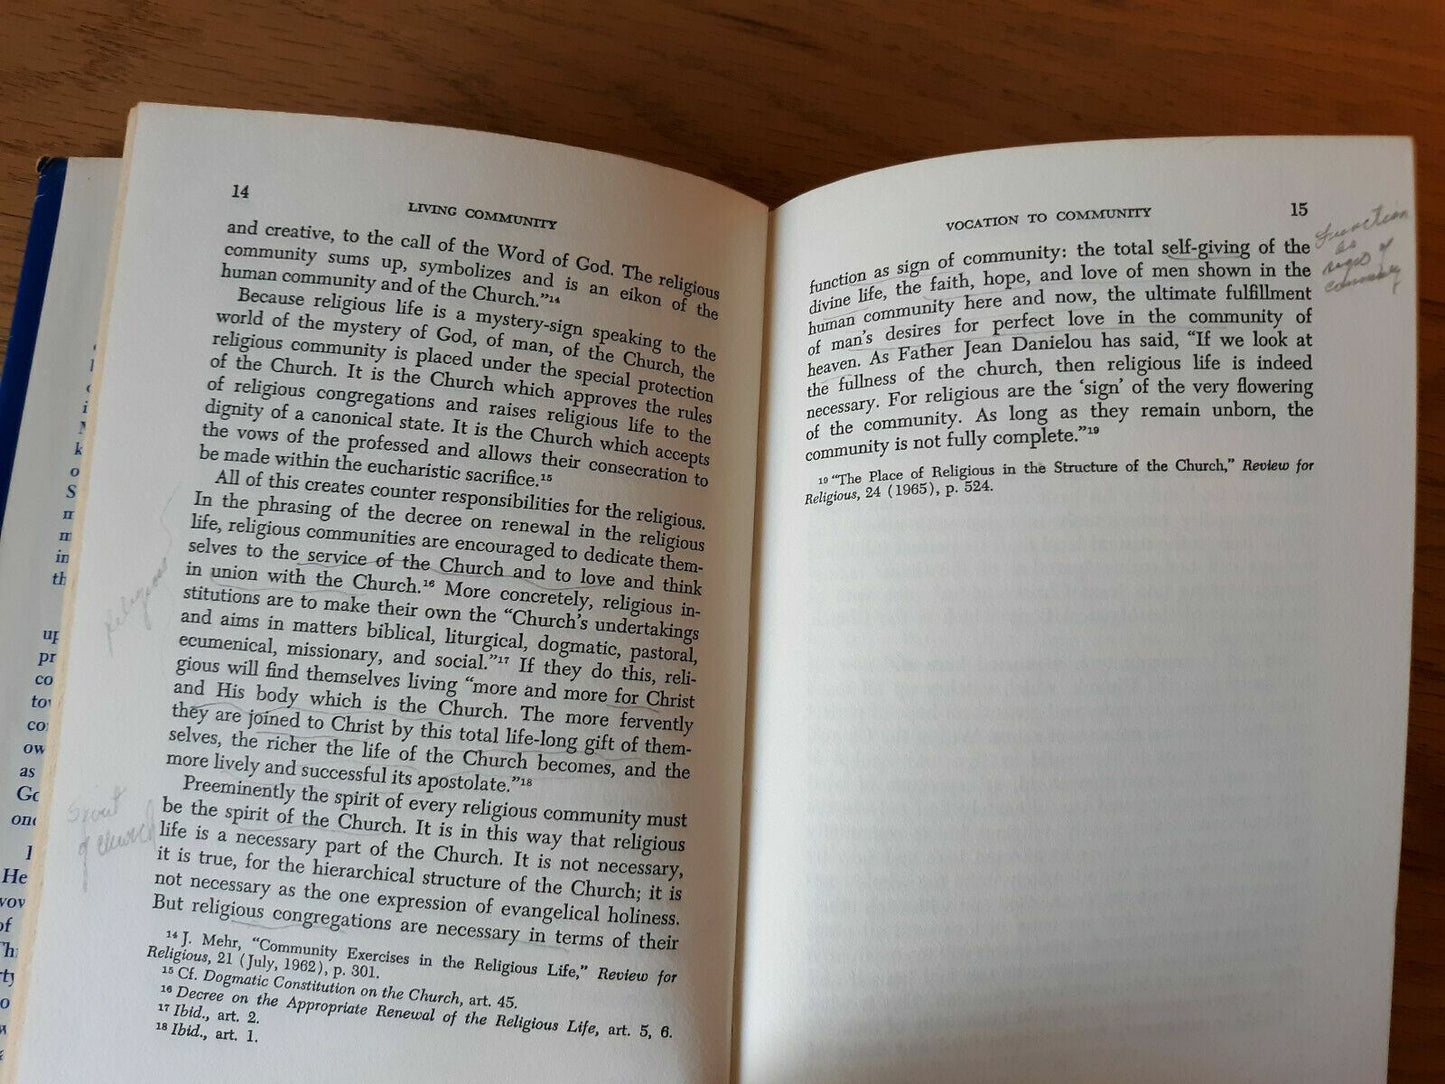 14
LIVING COMMUNITY
and creative, to the call of the Word of God. The religious
community sums up, symbolizes and is an eikon of the
human community and of the Church."14
Because religious life is a mystery-sign speaking to the
world of the mystery of God, of man, of the Church, the
religious community is placed under the special protection
of the Church. It is the Church which approves the rules
of religious congregations and raises religious life to the
dignity of a canonical state. It is the Church which accepts
the vows of the professed and allows their consecration to
be made within the eucharistic sacrifice.15
All of this creates counter responsibilities for the religious.
In the phrasing of the decree on renewal in the religious
life, religious communities are encouraged to dedicate them-
selves to the service of the Church and to love and think
in union with the Church.16 More concretely, religious in-
stitutions are to make their own the "Church's undertakings
and aims in matters biblical, liturgical, dogmatic, pastoral,
ecumenical, missionary, and social."17 If they do this, reli-
gious will find themselves living "more and more for Christ
and His body which is the Church. The more fervently
they are joined to Christ by this total life-long gift of them-
selves, the richer the life of the Church becomes, and the
more lively and successful its apostolate."18
Preeminently the spirit of every religious community must
be the spirit of the Church. It is in this way that religious
life is a necessary part of the Church. It is not necessary,
it is true, for the hierarchical structure of the Church; it is
not necessary as the one expression of evangelical holiness.
But religious congregations are necessary in terms of their
14 J. Mehr, "Community Exercises in the Religious Life," Review for
Religious, 21 (July, 1962), p. 301.
15 Cf. Dogmatic Constitution on the Church, art. 45.
16 Decree on the Appropriate Renewal of the Religious Life, art. 5, 6.
17 Ibid., art. 2.
18 Ibid., art. 1.
religious
Spirit
of Church
VOCATION TO COMMUNITY
15
function as sign of community: the total self-giving of the
divine life, the faith, hope, and love of men shown in the
human community here and now, the ultimate fulfillment
of man's desires for perfect love in the community of
heaven. As Father Jean Danielou has said, "If we look at
the fullness of the church, then religious life is indeed
necessary. For religious are the 'sign' of the very flowering
of the community. As long as they remain unborn, the
community is not fully complete."19
19 "The Place of Religious in the Structure of the Church," Review for
Religious, 24 (1965), p. 524.
Function
as
sign of
community